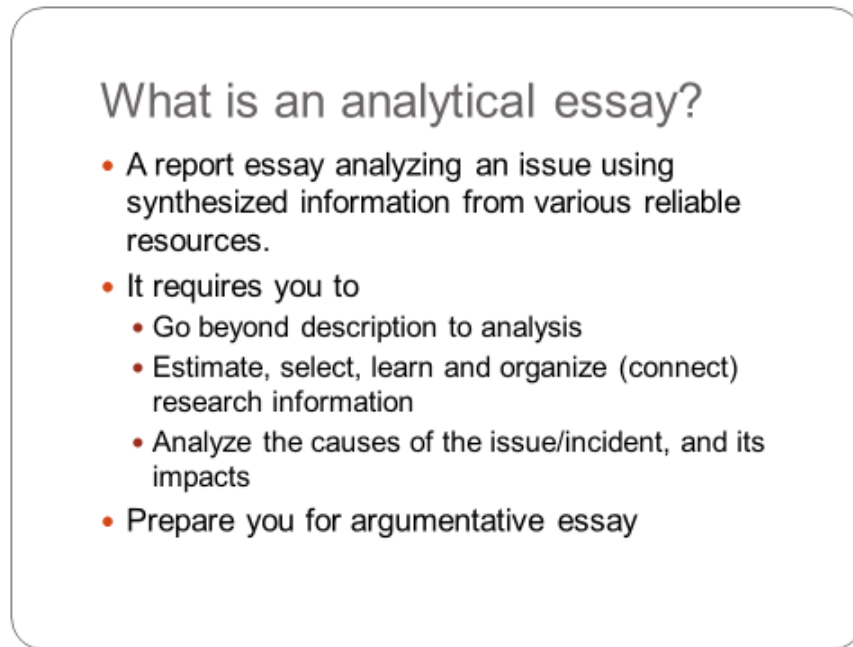 What is an analytical essay?
• A report essay analyzing an issue using
synthesized information from various reliable
resources.
• It requires you to
• Go beyond description to analysis
• Estimate, select, learn and organize (connect)
research information
• Analyze the causes of the issue/incident, and its
impacts
• Prepare you for argumentative essay